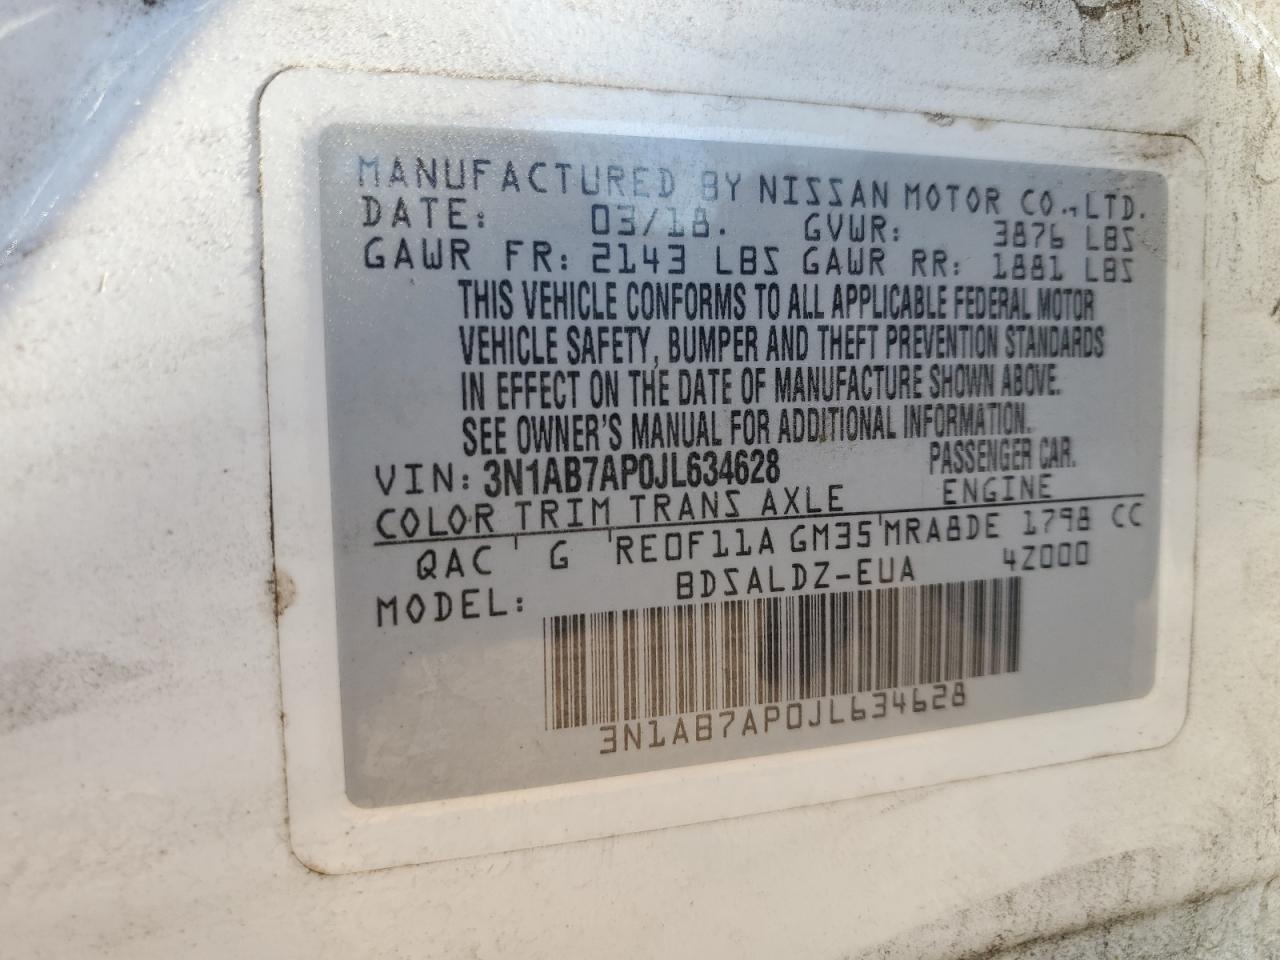 MANUFACTURED BY NISSAN MOTOR CO.,LTD.
DATE: 03/18. GVWR: 3876 LBS
GAWR FR: 2143 LBS GAWR RR: 1881 LBS
THIS VEHICLE CONFORMS TO ALL APPLICABLE FEDERAL MOTOR
VEHICLE SAFETY, BUMPER AND THEFT PREVENTION STANDARDS
IN EFFECT ON THE DATE OF MANUFACTURE SHOWN ABOVE.
SEE OWNER'S MANUAL FOR ADDITIONAL INFORMATION.
VIN: 3N1AB7AP0JL634628 PASSENGER CAR.
COLOR TRIM TRANS AXLE ENGINE
QAC G RE0F11A GM35 MRA8DE 1798 CC
MODEL: BDSALDZ-EUA 4Z000
3N1AB7AP0JL634628